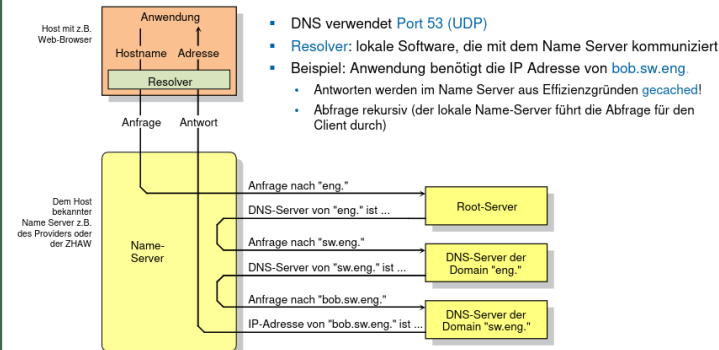 Host mit z.B.
Web-Browser
Anwendung
Hostname Adresse
Resolver
Anfrage Antwort
▪ DNS verwendet Port 53 (UDP)
▪ Resolver: lokale Software, die mit dem Name Server kommuniziert
▪ Beispiel: Anwendung benötigt die IP Adresse von bob.sw.eng.
• Antworten werden im Name Server aus Effizienzgründen gecached!
• Abfrage rekursiv (der lokale Name-Server führt die Abfrage für den
Client durch)
Dem Host
bekannter
Name Server z.B.
des Providers oder
der ZHAW
Name-
Server
Anfrage nach "eng."
DNS-Server von "eng." ist ...
Root-Server
Anfrage nach "sw.eng."
DNS-Server von "sw.eng." ist ...
DNS-Server der
Domain "eng."
Anfrage nach "bob.sw.eng."
IP-Adresse von "bob.sw.eng." ist ...
DNS-Server der
Domain "sw.eng."